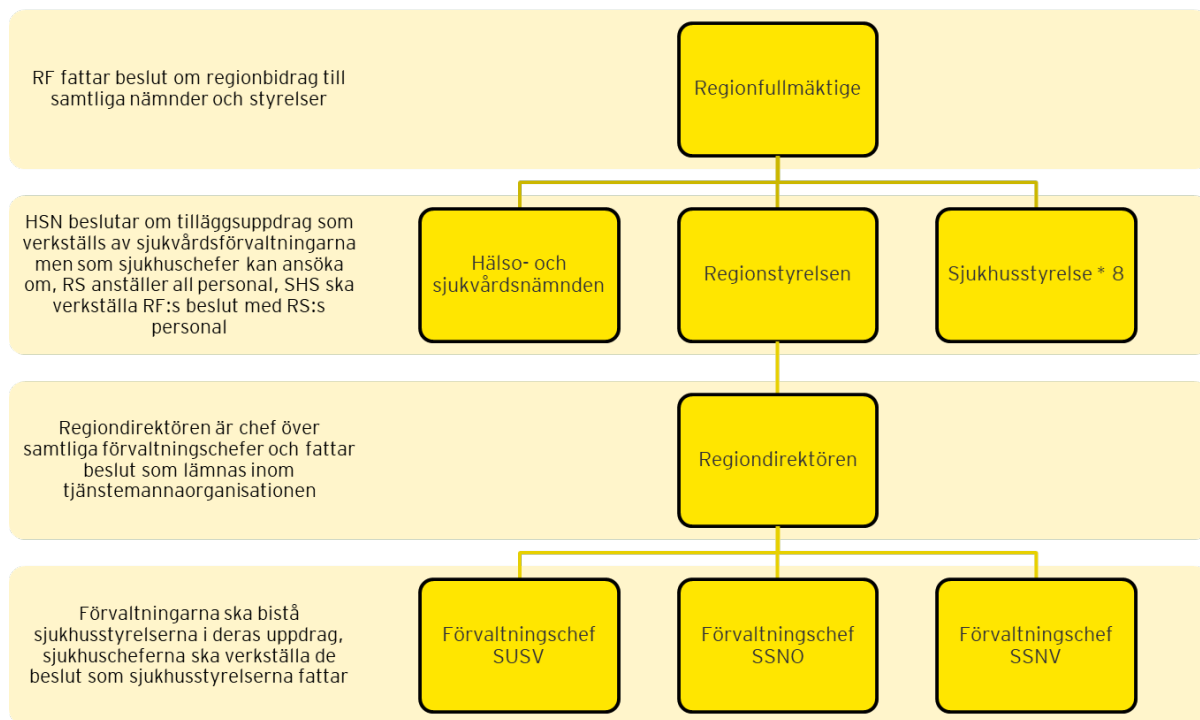 RF fattar beslut om regionbidrag till
samtliga nämnder och styrelser
Regionfullmäktige
HSN beslutar om tilläggsuppdrag som
verkställs av sjukvårdsförvaltningarna
men som sjukhuschefer kan ansöka
om, RS anställer all personal, SHS ska
verkställa RF:s beslut med RS:s
personal
Hälso- och
sjukvårdsnämnden
Regionstyrelsen
Sjukhusstyrelse * 8
Regiondirektören är chef över
samtliga förvaltningschefer och fattar
beslut som lämnas inom
tjänstemannaorganisationen
Regiondirektören
Förvaltningarna ska bistå
sjukhusstyrelserna i deras uppdrag,
sjukhuscheferna ska verkställa de
beslut som sjukhusstyrelserna fattar
Förvaltningschef
SUSV
Förvaltningschef
SSNO
Förvaltningschef
SSNV